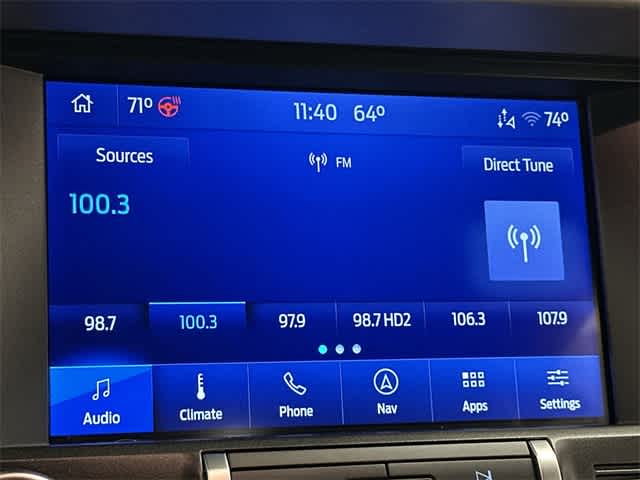 71° 11:40 64° 74°
Sources FM Direct Tune
100.3
98.7 100.3 97.9 98.7 HD2 106.3 107.9
Audio Climate Phone Nav Apps Settings